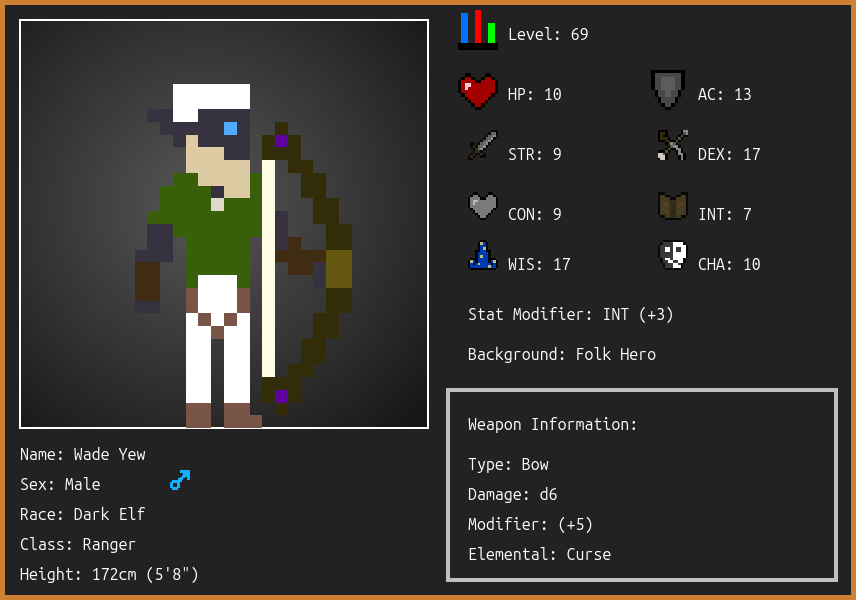 Level: 69
HP: 10
AC: 13
STR: 9
DEX: 17
CON: 9
INT: 7
WIS: 17
CHA: 10
Stat Modifier: INT (+3)
Background: Folk Hero
Weapon Information:
Type: Bow
Damage: d6
Modifier: (+5)
Elemental: Curse
Name: Wade Yew
Sex: Male
Race: Dark Elf
Class: Ranger
Height: 172cm (5'8")